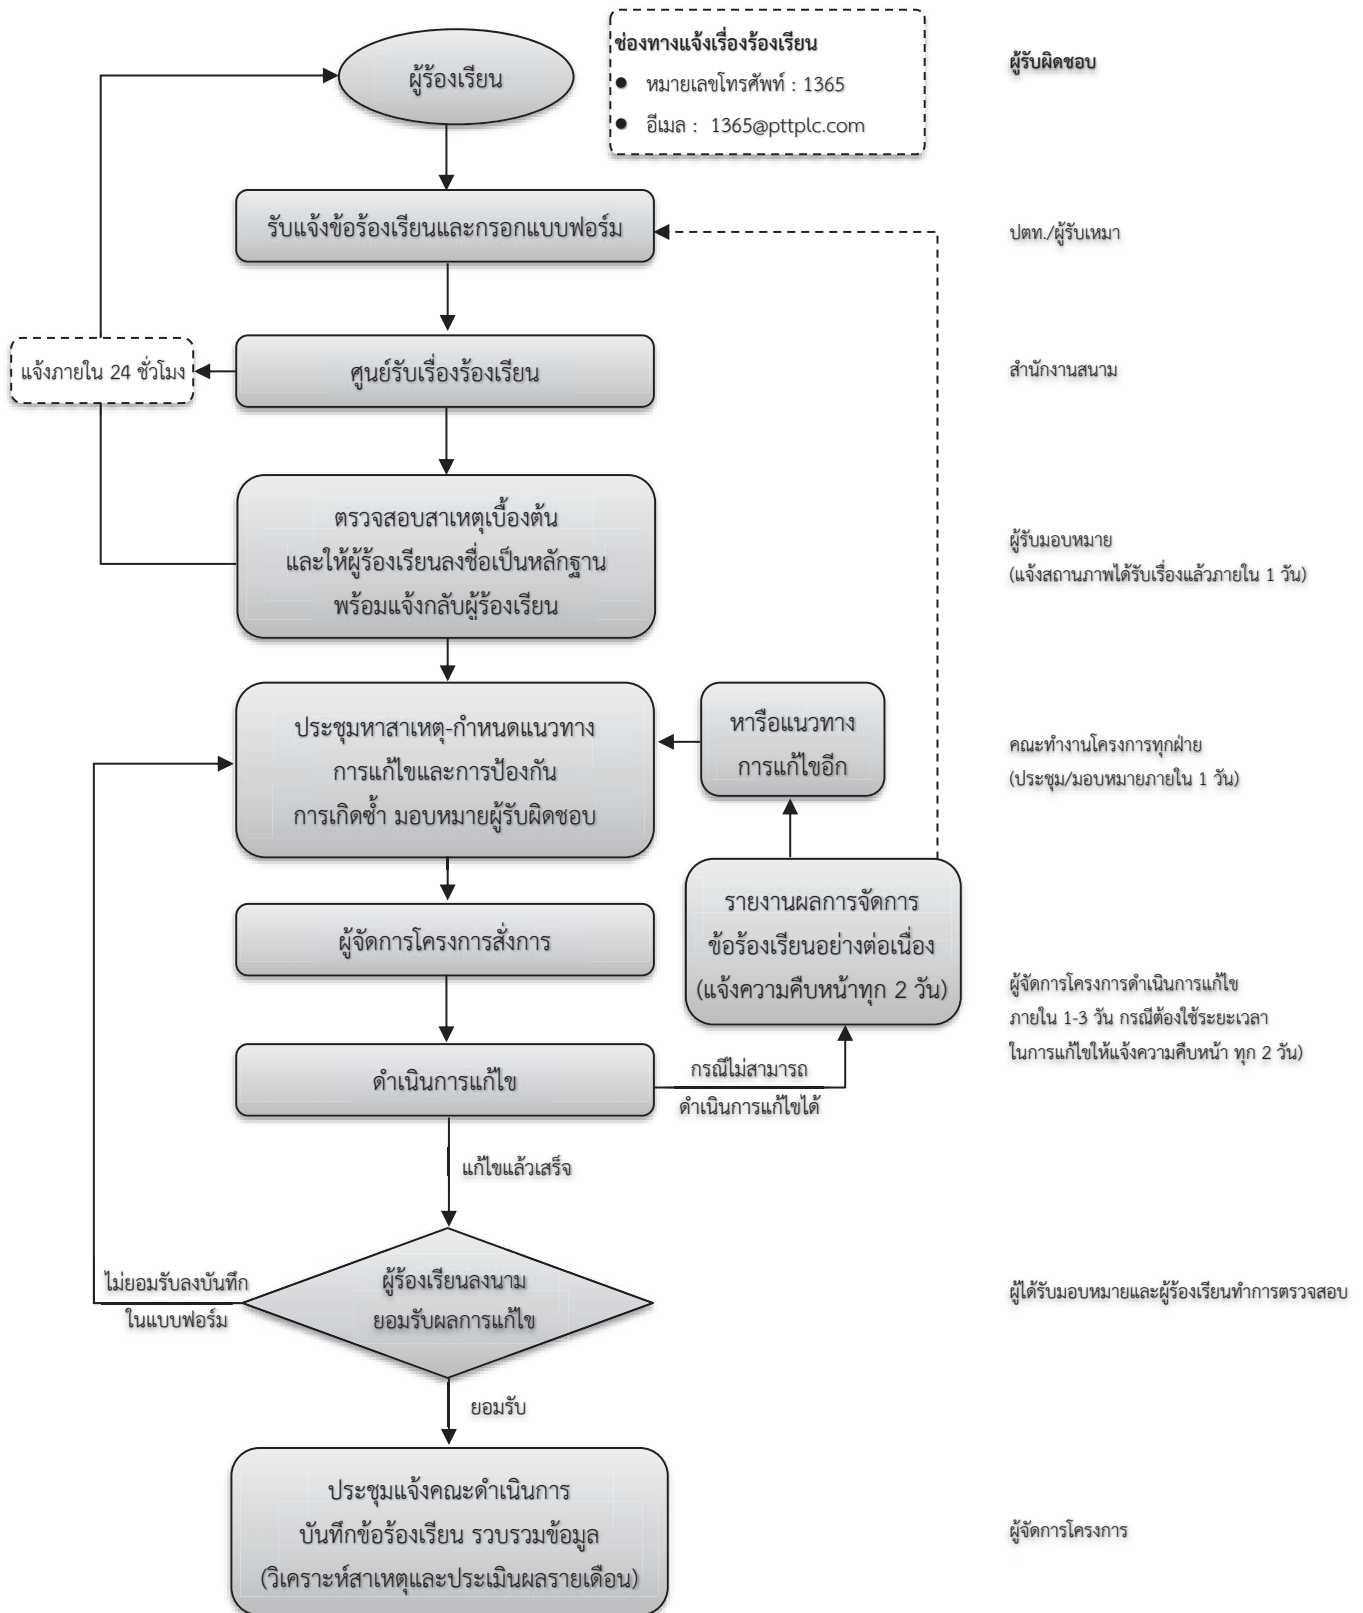 ผู้ร้องเรียน
ช่องทางแจ้งเรื่องร้องเรียน
● หมายเลขโทรศัพท์ : 1365
● อีเมล : 1365@pttplc.com
ผู้รับผิดชอบ
รับแจ้งข้อร้องเรียนและกรอกแบบฟอร์ม
ปตท./ผู้รับเหมา
แจ้งภายใน 24 ชั่วโมง
ศูนย์รับเรื่องร้องเรียน
สำนักงานสนาม
ตรวจสอบสาเหตุเบื้องต้น
และให้ผู้ร้องเรียนลงชื่อเป็นหลักฐาน
พร้อมแจ้งกลับผู้ร้องเรียน
ผู้รับมอบหมาย
(แจ้งสถานภาพได้รับเรื่องแล้วภายใน 1 วัน)
ประชุมหาสาเหตุ-กำหนดแนวทาง
การแก้ไขและการป้องกัน
การเกิดซ้ำ มอบหมายผู้รับผิดชอบ
หารือแนวทาง
การแก้ไขอีก
คณะทำงานโครงการทุกฝ่าย
(ประชุม/มอบหมายภายใน 1 วัน)
ผู้จัดการโครงการสั่งการ
รายงานผลการจัดการ
ข้อร้องเรียนอย่างต่อเนื่อง
(แจ้งความคืบหน้าทุก 2 วัน)
ผู้จัดการโครงการดำเนินการแก้ไข
ภายใน 1-3 วัน กรณีต้องใช้ระยะเวลา
ในการแก้ไขให้แจ้งความคืบหน้า ทุก 2 วัน)
ดำเนินการแก้ไข
กรณีไม่สามารถ
ดำเนินการแก้ไขได้
แก้ไขแล้วเสร็จ
ไม่ยอมรับลงบันทึก
ในแบบฟอร์ม
ผู้ร้องเรียนลงนาม
ยอมรับผลการแก้ไข
ผู้ได้รับมอบหมายและผู้ร้องเรียนทำการตรวจสอบ
ยอมรับ
ประชุมแจ้งคณะดำเนินการ
บันทึกข้อร้องเรียน รวบรวมข้อมูล
(วิเคราะห์สาเหตุและประเมินผลรายเดือน)
ผู้จัดการโครงการ